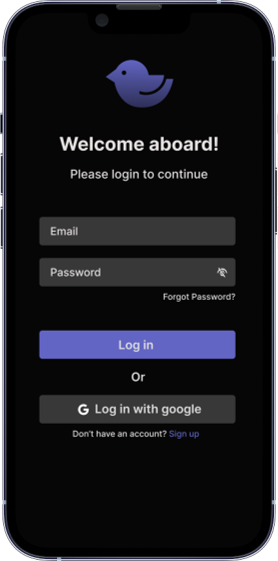 Welcome aboard!
Please login to continue
Email
Password
Forgot Password?
Log in
Or
G Log in with google
Don't have an account? Sign up